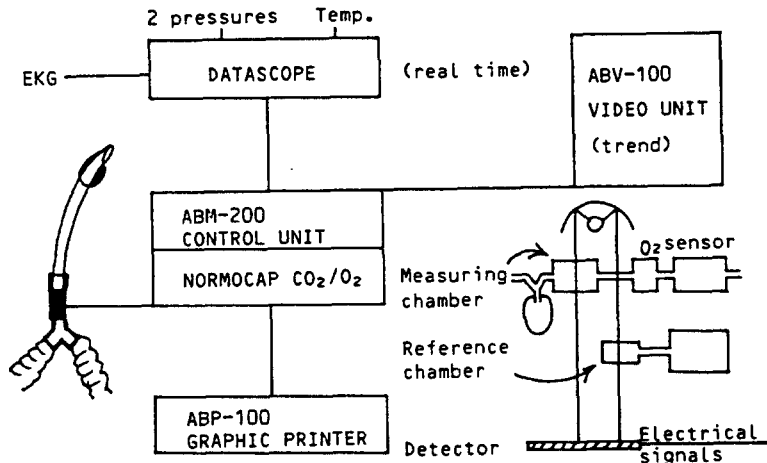 2 pressures Temp.
EKG
DATASCOPE
(real time)
ABV-100
VIDEO UNIT
(trend)
ABM-200
CONTROL UNIT
NORMOCAP CO₂/O₂
ABP-100
GRAPHIC PRINTER
O₂ sensor
Measuring
chamber
Reference
chamber
Detector
Electrical
signals